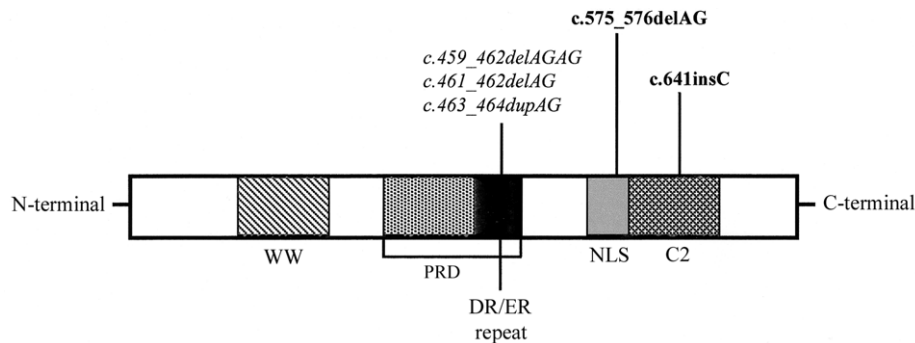 c.575_576delAG
c.459_462delAGAG
c.461_462delAG
c.463_464dupAG
c.641insC
N-terminal
C-terminal
WW
PRD
NLS
C2
DR/ER
repeat